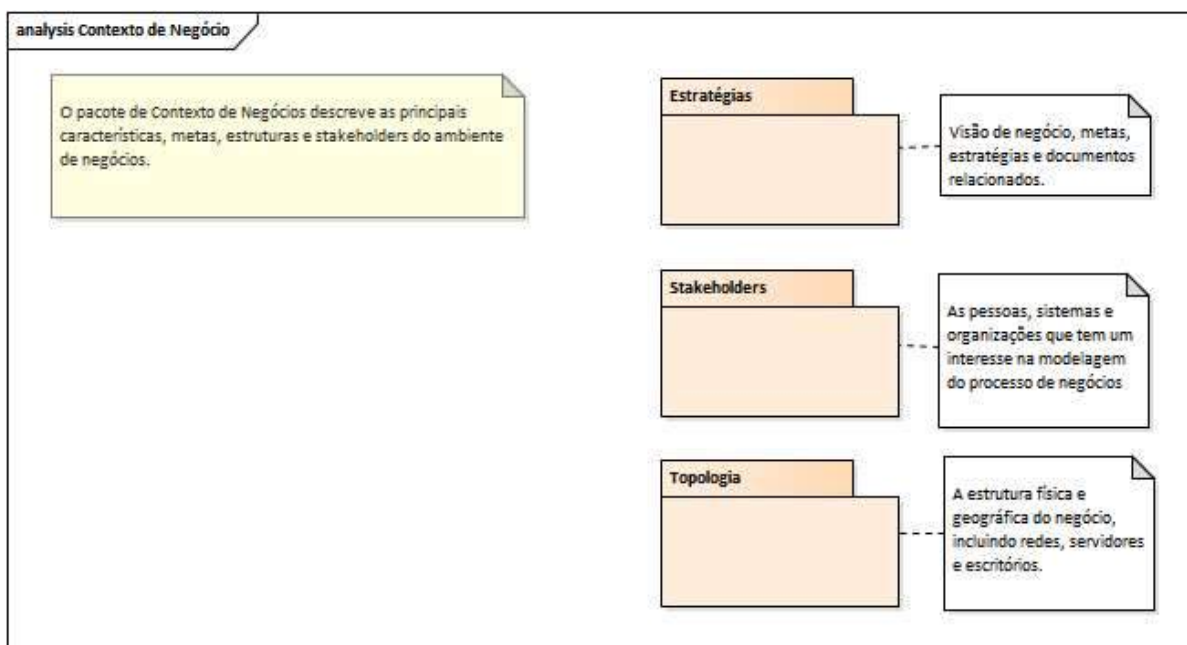 analysis Contexto de Negócio
O pacote de Contexto de Negócios descreve as principais
características, metas, estruturas e stakeholders do ambiente
de negócios.
Estratégias
Visão de negócio, metas,
estratégias e documentos
relacionados.
Stakeholders
As pessoas, sistemas e
organizações que tem um
interesse na modelagem
do processo de negócios
Topologia
A estrutura física e
geográfica do negócio,
incluindo redes, servidores
e escritórios.